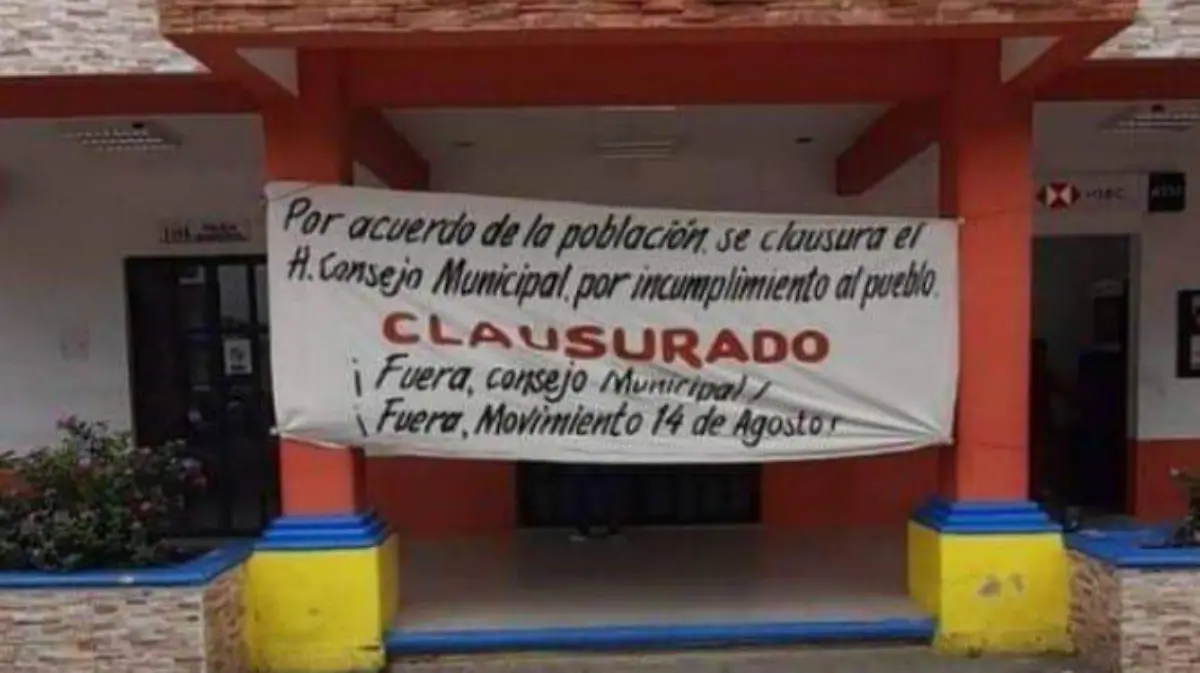 Por acuerdo de la población, se clausura el
H. Consejo Municipal, por incumplimiento al pueblo.
CLAUSURADO
¡Fuera, consejo Municipal!
¡Fuera, Movimiento 14 de Agosto!
HSBC